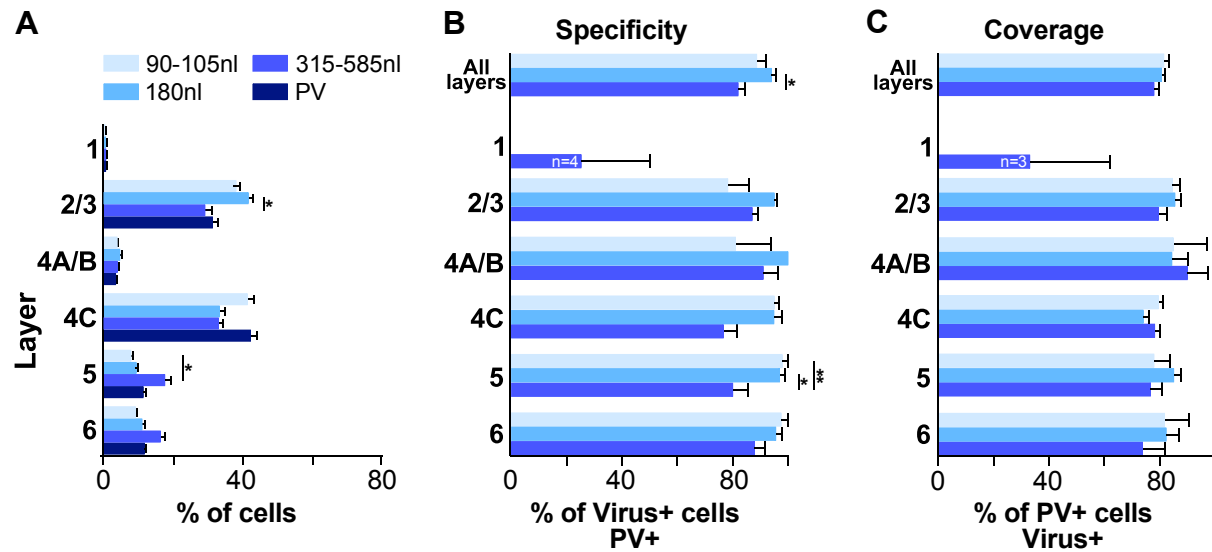 A
90-105nl
315-585nl
180nl
PV
Layer
1
2/3
*
4A/B
4C
5
*
6
0
40
80
% of cells
B
Specificity
All
layers
*
1
n=4
2/3
4A/B
4C
5
*
**
6
0
40
80
% of Virus+ cells
PV+
C
Coverage
All
layers
1
n=3
2/3
4A/B
4C
5
6
0
40
80
% of PV+ cells
Virus+